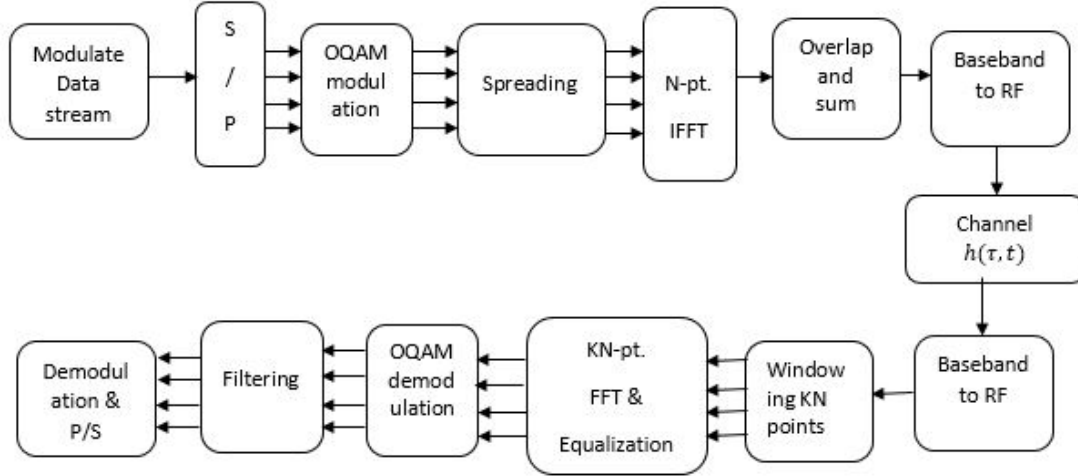 Modulate
Data
stream
S
/
P
OQAM
modul
ation
Spreading
N-pt.
IFFT
Overlap
and
sum
Baseband
to RF
Channel
h(τ, t)
Baseband
to RF
Window
ing KN
points
KN-pt.
FFT &
Equalization
OQAM
demod
ulation
Filtering
Demodul
ation &
P/S